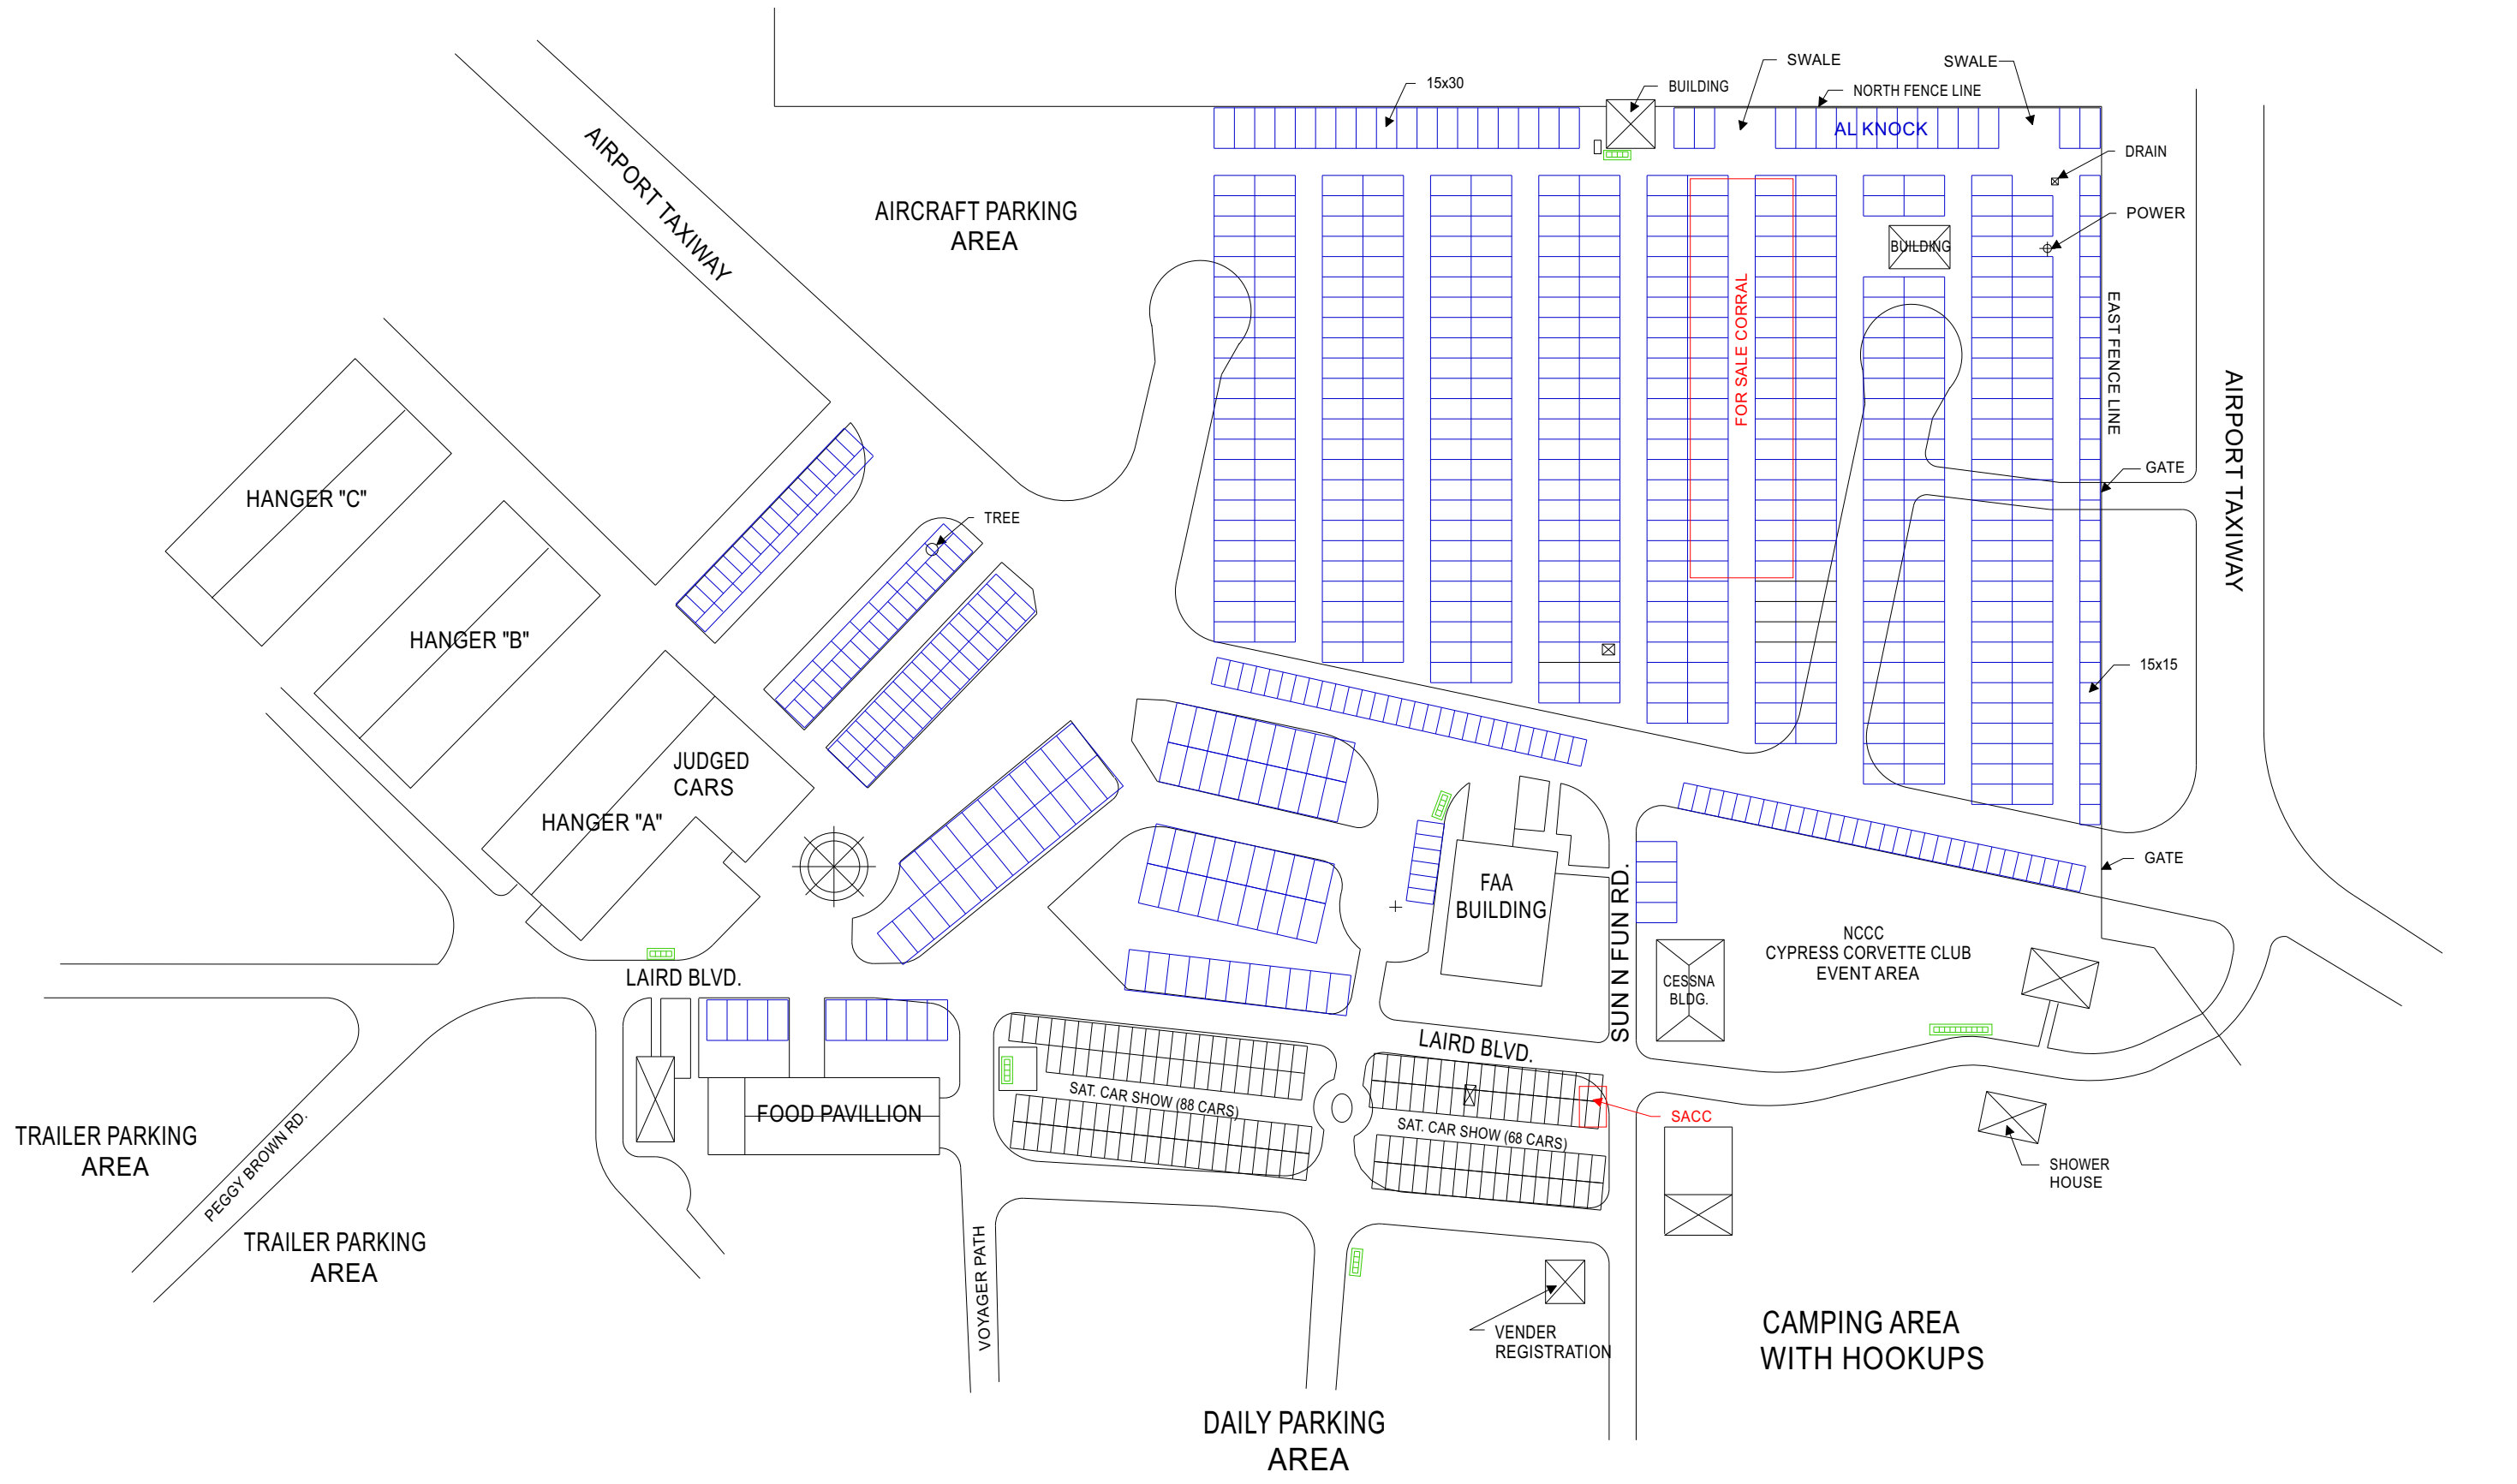 SWALE
SWALE
15x30
BUILDING
NORTH FENCE LINE
AL KNOCK
AIRPORT TAXIWAY
DRAIN
AIRCRAFT PARKING
AREA
POWER
BUILDING
FOR SALE CORRAL
EAST FENCE LINE
AIRPORT TAXIWAY
GATE
HANGER "C"
TREE
HANGER "B"
15x15
JUDGED
CARS
HANGER "A"
GATE
FAA
BUILDING
SUN N FUN RD.
NCCC
CYPRESS CORVETTE CLUB
EVENT AREA
LAIRD BLVD.
CESSNA
BLDG.
LAIRD BLVD.
SAT. CAR SHOW (88 CARS)
FOOD PAVILLION
SACC
SAT. CAR SHOW (68 CARS)
TRAILER PARKING
AREA
PEGGY BROWN RD.
SHOWER
HOUSE
TRAILER PARKING
AREA
VOYAGER PATH
VENDER
REGISTRATION
CAMPING AREA
WITH HOOKUPS
DAILY PARKING
AREA